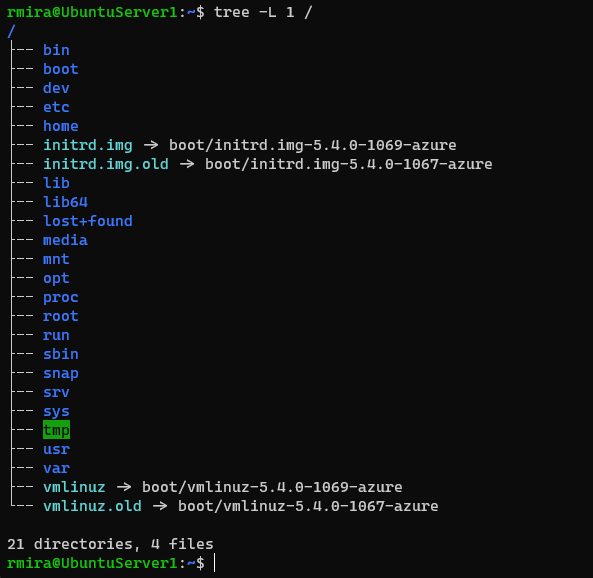 rmira@UbuntuServer1:~$ tree -L 1 /
/
├── bin
├── boot
├── dev
├── etc
├── home
├── initrd.img -> boot/initrd.img-5.4.0-1069-azure
├── initrd.img.old -> boot/initrd.img-5.4.0-1067-azure
├── lib
├── lib64
├── lost+found
├── media
├── mnt
├── opt
├── proc
├── root
├── run
├── sbin
├── snap
├── srv
├── sys
├── tmp
├── usr
├── var
├── vmlinuz -> boot/vmlinuz-5.4.0-1069-azure
└── vmlinuz.old -> boot/vmlinuz-5.4.0-1067-azure

21 directories, 4 files
rmira@UbuntuServer1:~$